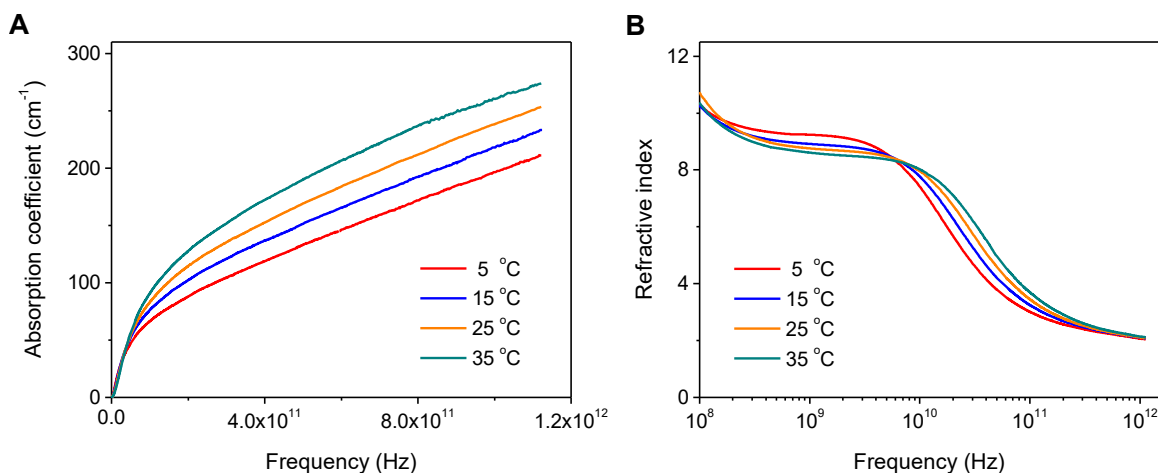 A
Absorption coefficient (cm⁻¹)
300
200
100
0
0.0
4.0x10¹¹
8.0x10¹¹
1.2x10¹²
Frequency (Hz)
5 °C
15 °C
25 °C
35 °C
B
Refractive index
12
8
4
0
10⁸
10⁹
10¹⁰
10¹¹
10¹²
Frequency (Hz)
5 °C
15 °C
25 °C
35 °C